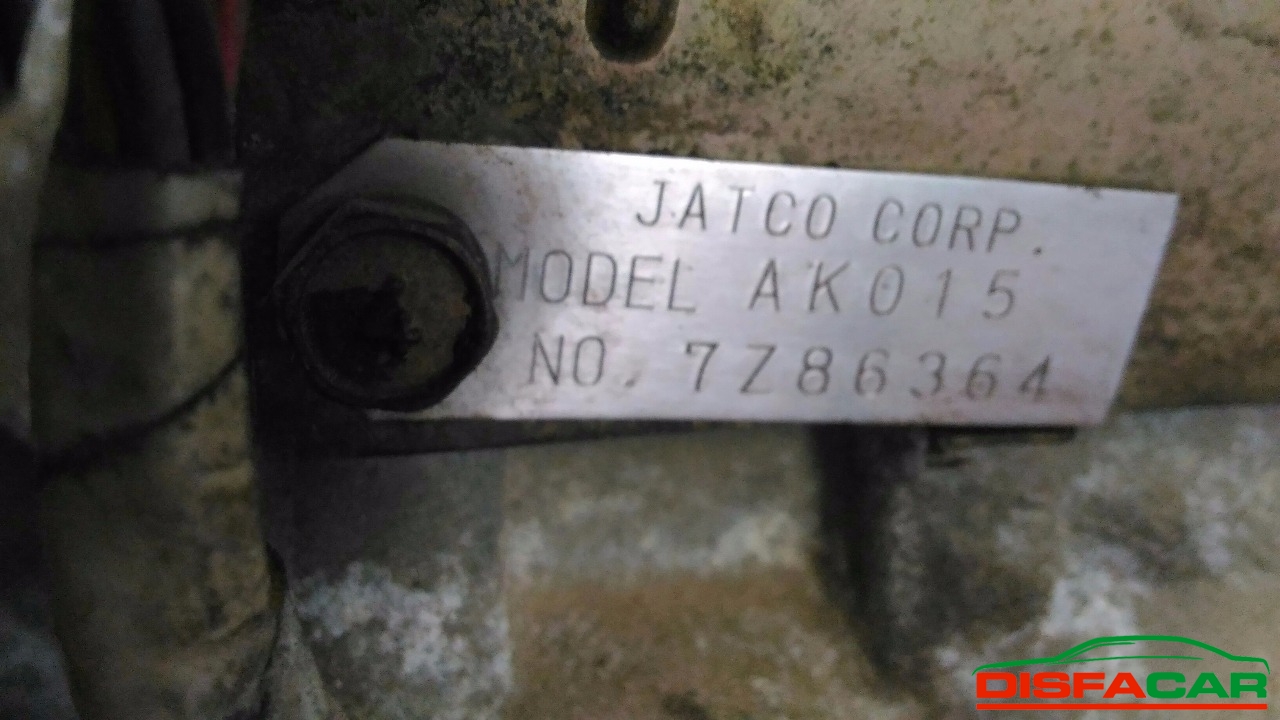 JATCO CORP.
MODEL AK015
NO. 7Z86364
DISFACAR